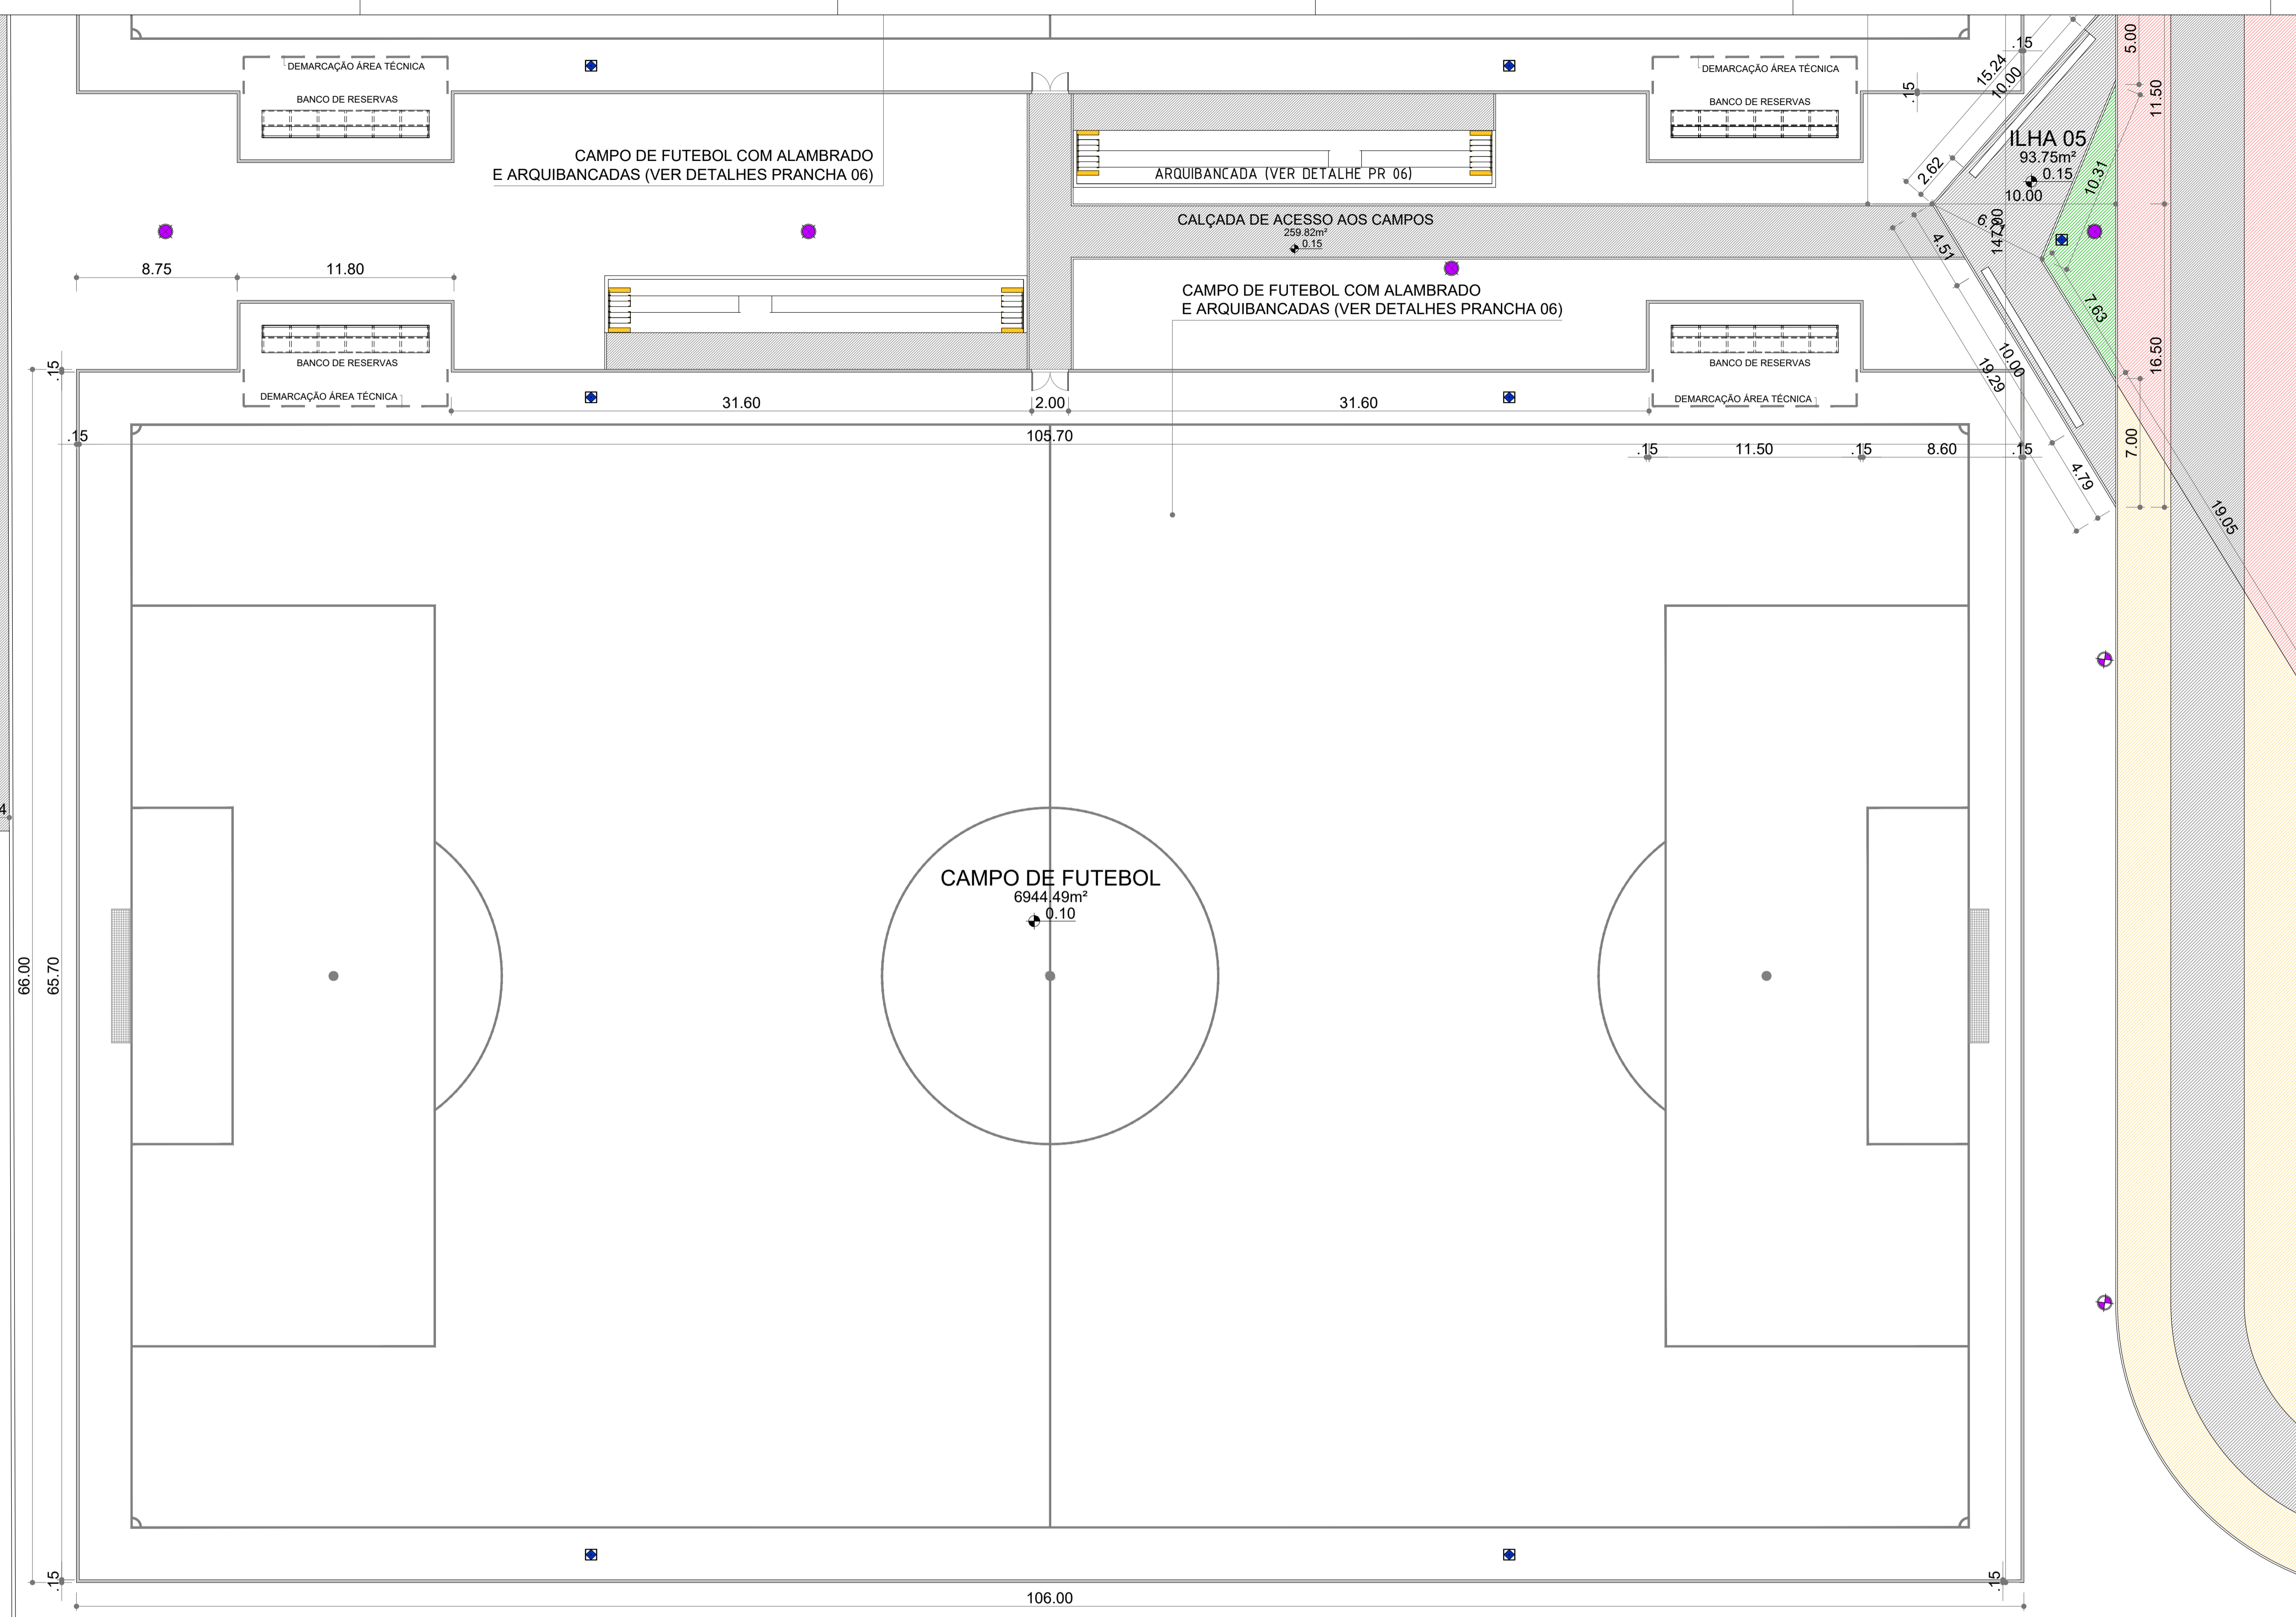 DEMARCAÇÃO ÁREA TÉCNICA
BANCO DE RESERVAS
CAMPO DE FUTEBOL COM ALAMBRADO
E ARQUIBANCADAS (VER DETALHES PRANCHA 06)
ARQUIBANCADA (VER DETALHE PR 06)
DEMARCAÇÃO ÁREA TÉCNICA
BANCO DE RESERVAS
.15
.15
15.24
10.00
2.62
ILHA 05
93.75m²
0.15
10.00
10.31
5.00
11.50
CALÇADA DE ACESSO AOS CAMPOS
259.82m²
0.15
147.00
4.51
7.63
16.50
8.75
11.80
CAMPO DE FUTEBOL COM ALAMBRADO
E ARQUIBANCADAS (VER DETALHES PRANCHA 06)
BANCO DE RESERVAS
DEMARCAÇÃO ÁREA TÉCNICA
BANCO DE RESERVAS
DEMARCAÇÃO ÁREA TÉCNICA
10.00
19.29
.15
31.60
2.00
31.60
.15
105.70
.15
11.50
.15
8.60
.15
7.00
4.79
19.05
4
CAMPO DE FUTEBOL
6944.49m²
0.10
66.00
65.70
.15
.15
106.00